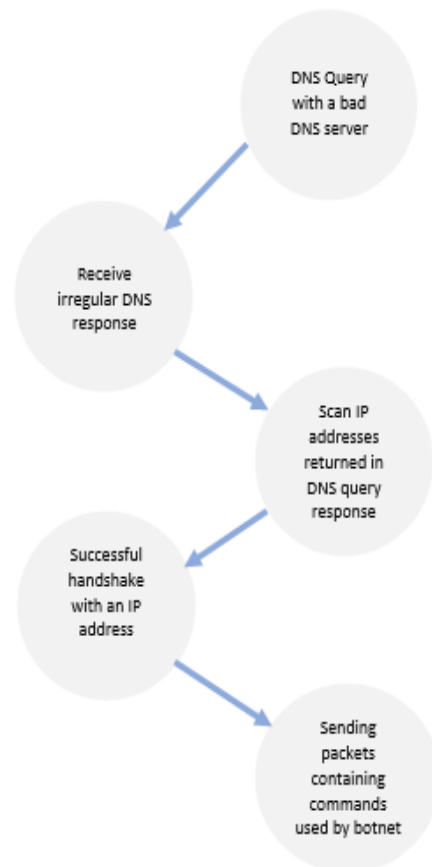 DNS Query
with a bad
DNS server
Receive
irregular DNS
response
Scan IP
addresses
returned in
DNS query
response
Successful
handshake
with an IP
address
Sending
packets
containing
commands
used by botnet